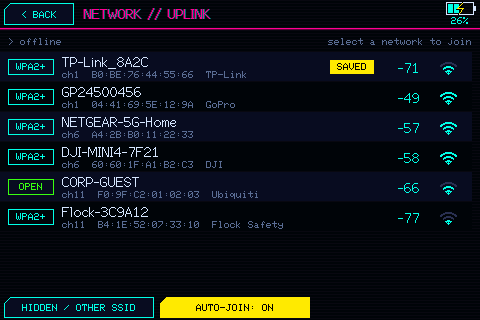 < BACK
NETWORK // UPLINK
26%
> offline
select a network to join
WPA2+
TP-Link_8A2C
ch1 B0:BE:76:44:55:66 TP-Link
SAVED
-71
WPA2+
GP24500456
ch1 04:41:69:5E:12:9A GoPro
-49
WPA2+
NETGEAR-5G-Home
ch6 A4:2B:B0:11:22:33
-57
WPA2+
DJI-MINI4-7F21
ch6 60:60:1F:A1:B2:C3 DJI
-58
OPEN
CORP-GUEST
ch11 F0:9F:C2:01:02:03 Ubiquiti
-66
WPA2+
Flock-3C9A12
ch11 B4:1E:52:07:33:10 Flock Safety
-77
HIDDEN / OTHER SSID
AUTO-JOIN: ON